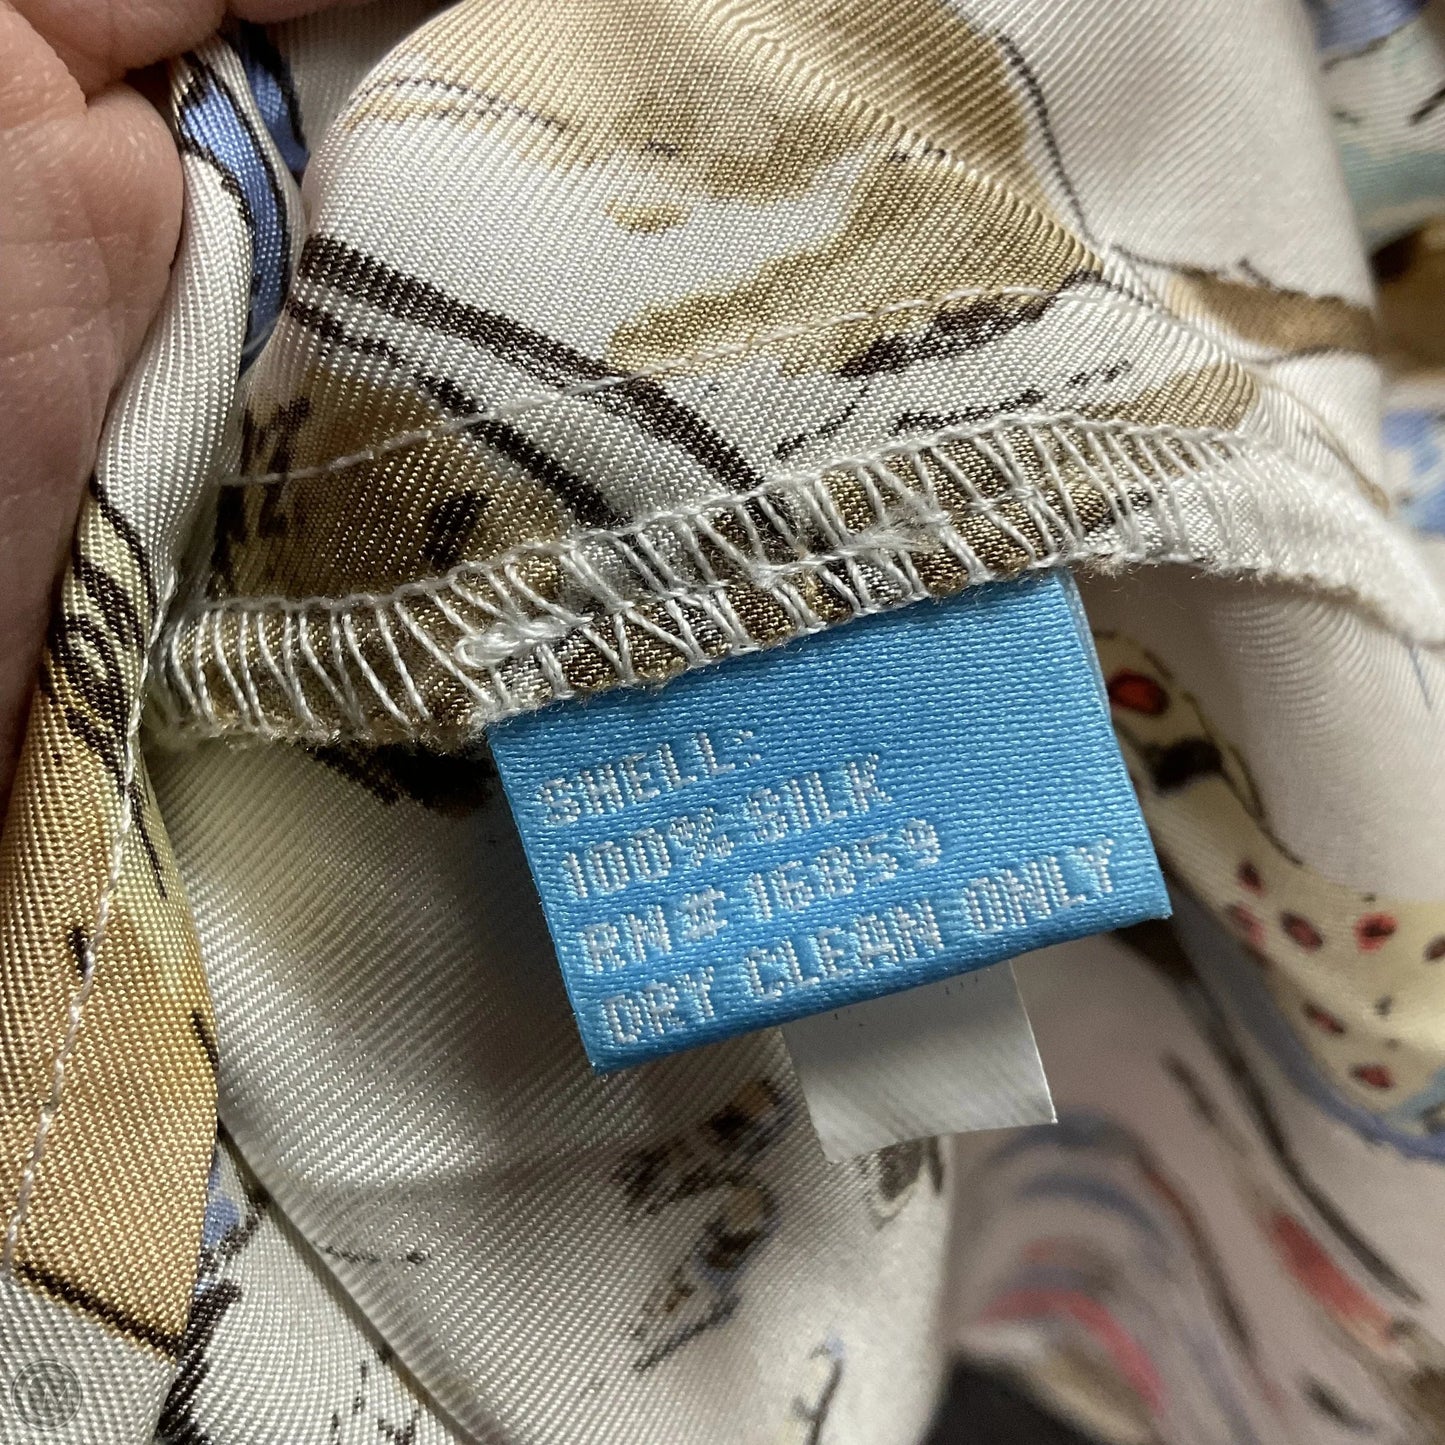 SHELL:
100% SILK
RN# 16859
DRY CLEAN ONLY